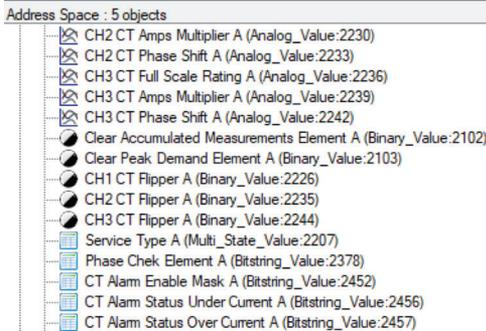 Address Space : 5 objects
CH2 CT Amps Multiplier A (Analog_Value:2230)
CH2 CT Phase Shift A (Analog_Value:2233)
CH3 CT Full Scale Rating A (Analog_Value:2236)
CH3 CT Amps Multiplier A (Analog_Value:2239)
CH3 CT Phase Shift A (Analog_Value:2242)
Clear Accumulated Measurements Element A (Binary_Value:2102)
Clear Peak Demand Element A (Binary_Value:2103)
CH1 CT Flipper A (Binary_Value:2226)
CH2 CT Flipper A (Binary_Value:2235)
CH3 CT Flipper A (Binary_Value:2244)
Service Type A (Multi_State_Value:2207)
Phase Chek Element A (Bitstring_Value:2378)
CT Alarm Enable Mask A (Bitstring_Value:2452)
CT Alarm Status Under Current A (Bitstring_Value:2456)
CT Alarm Status Over Current A (Bitstring_Value:2457)